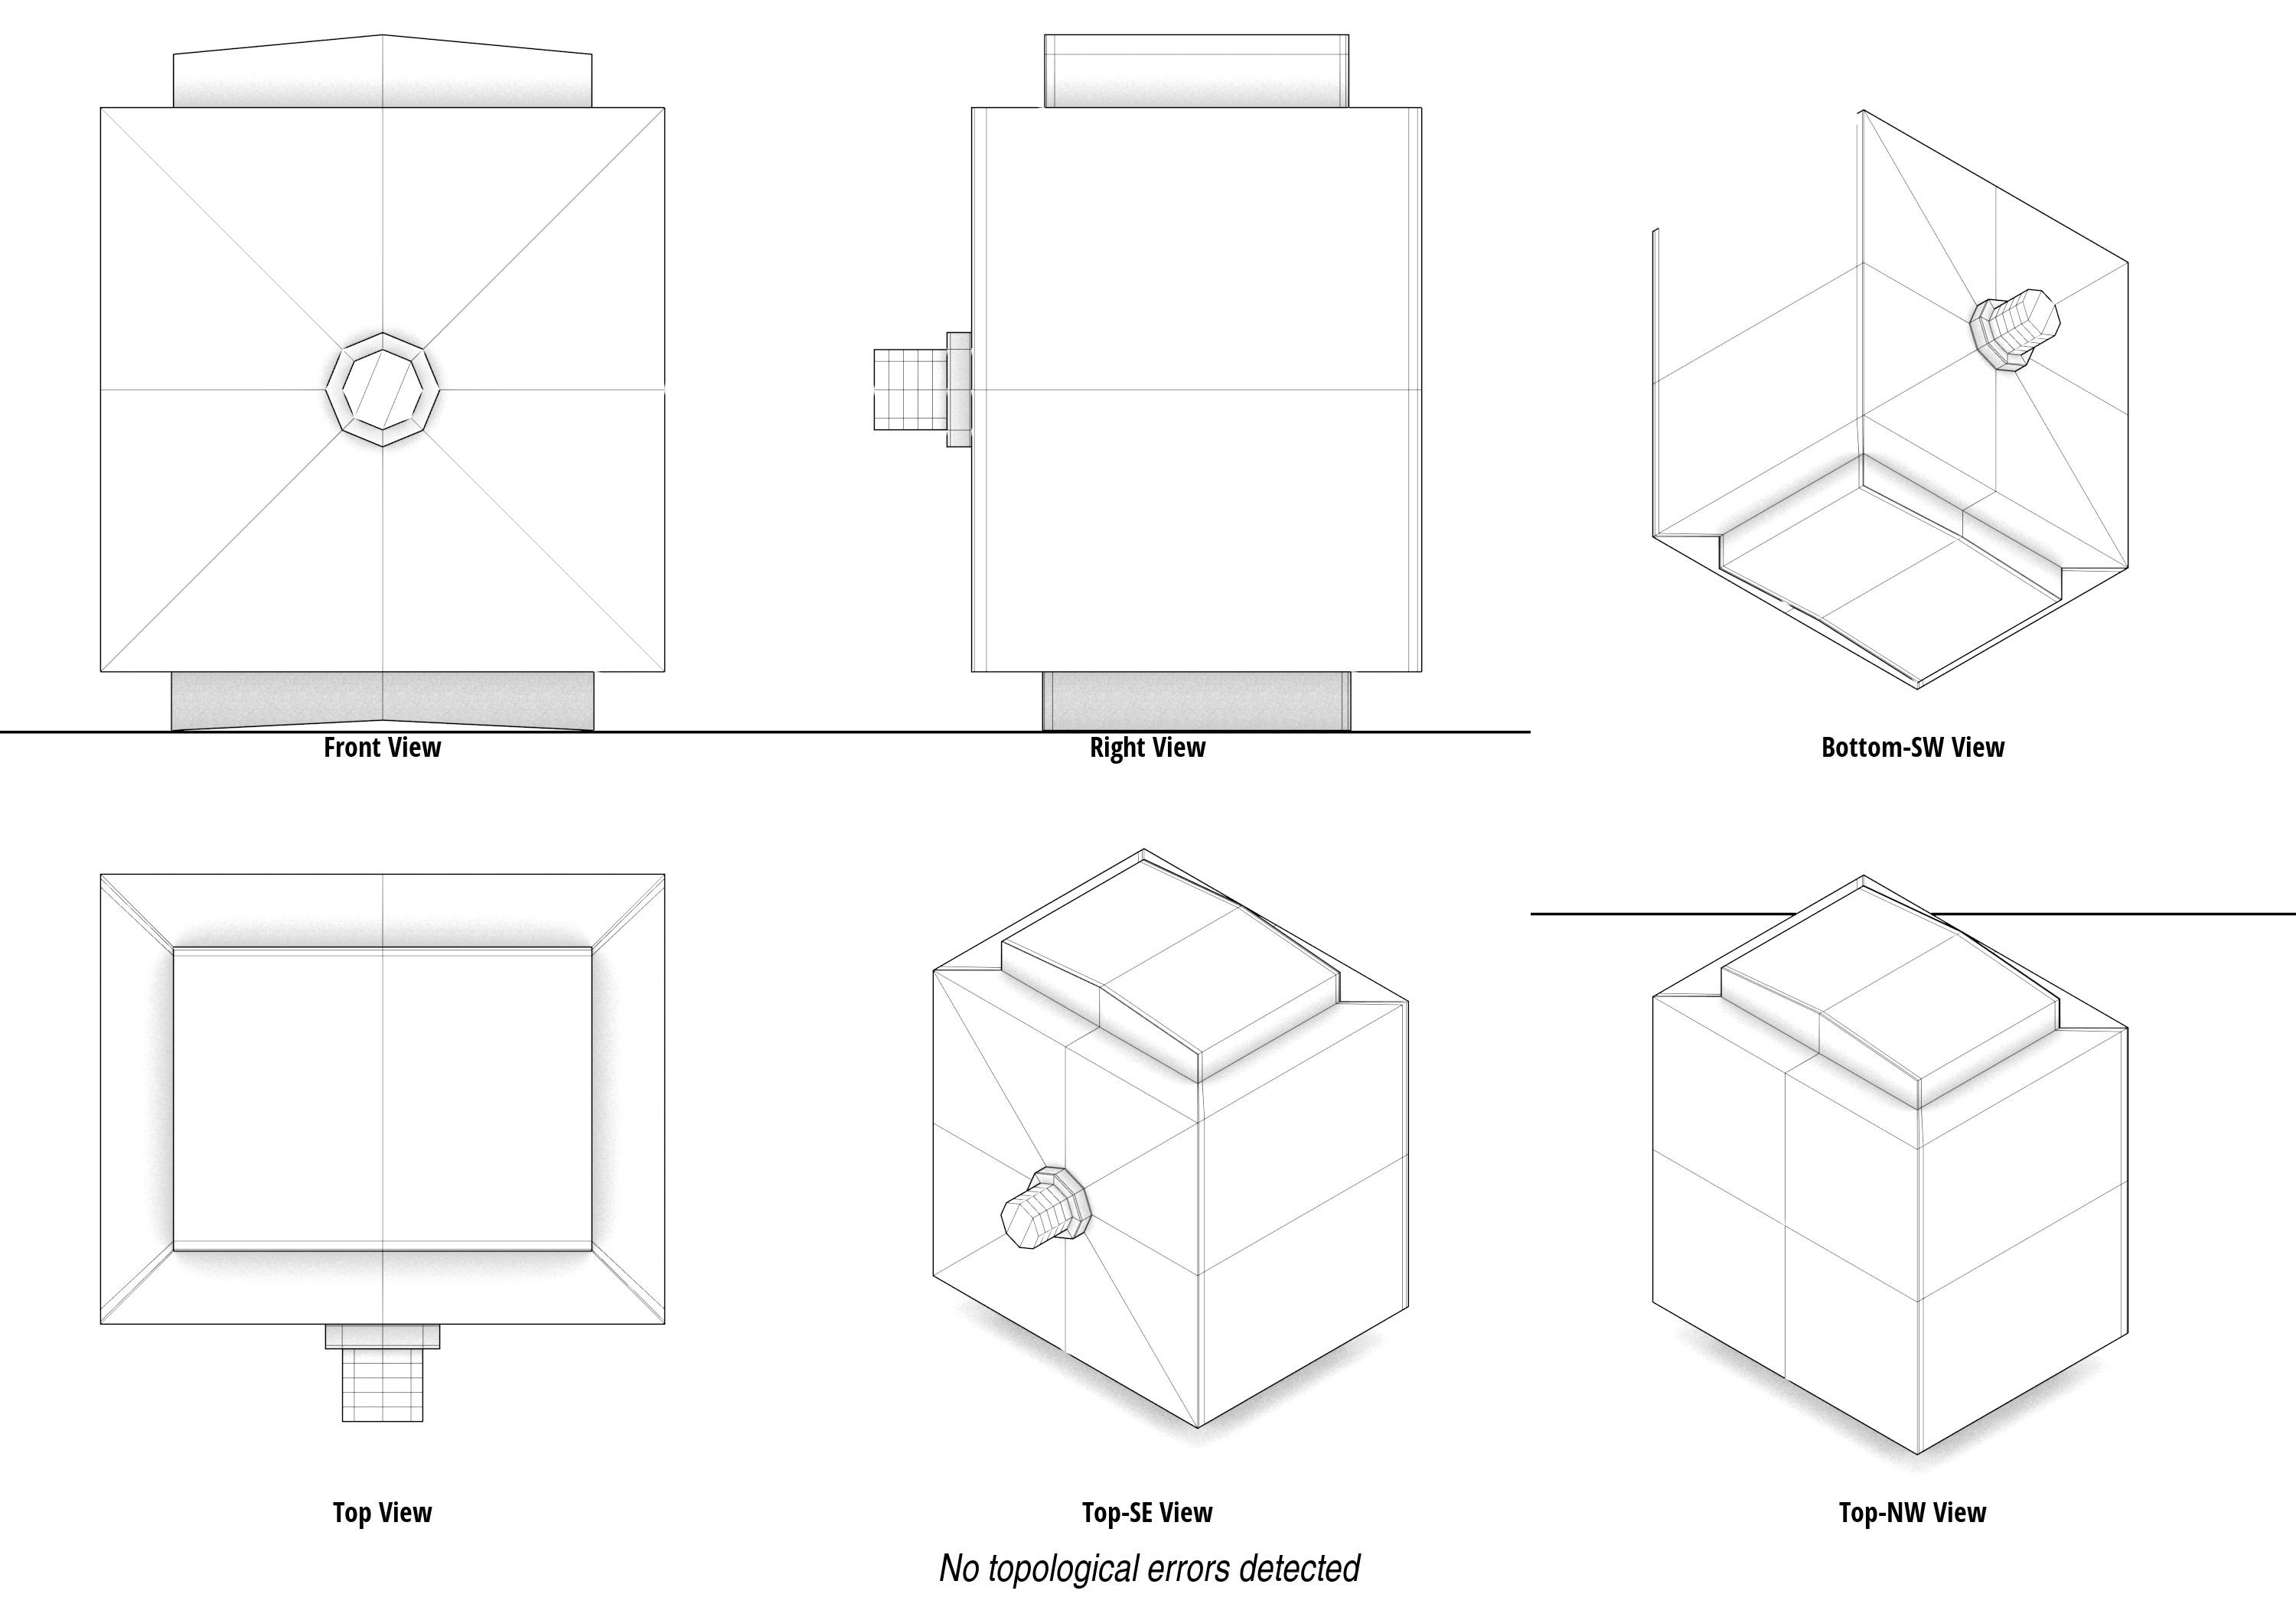 Front View
Right View
Bottom-SW View
Top View
Top-SE View
Top-NW View
No topological errors detected